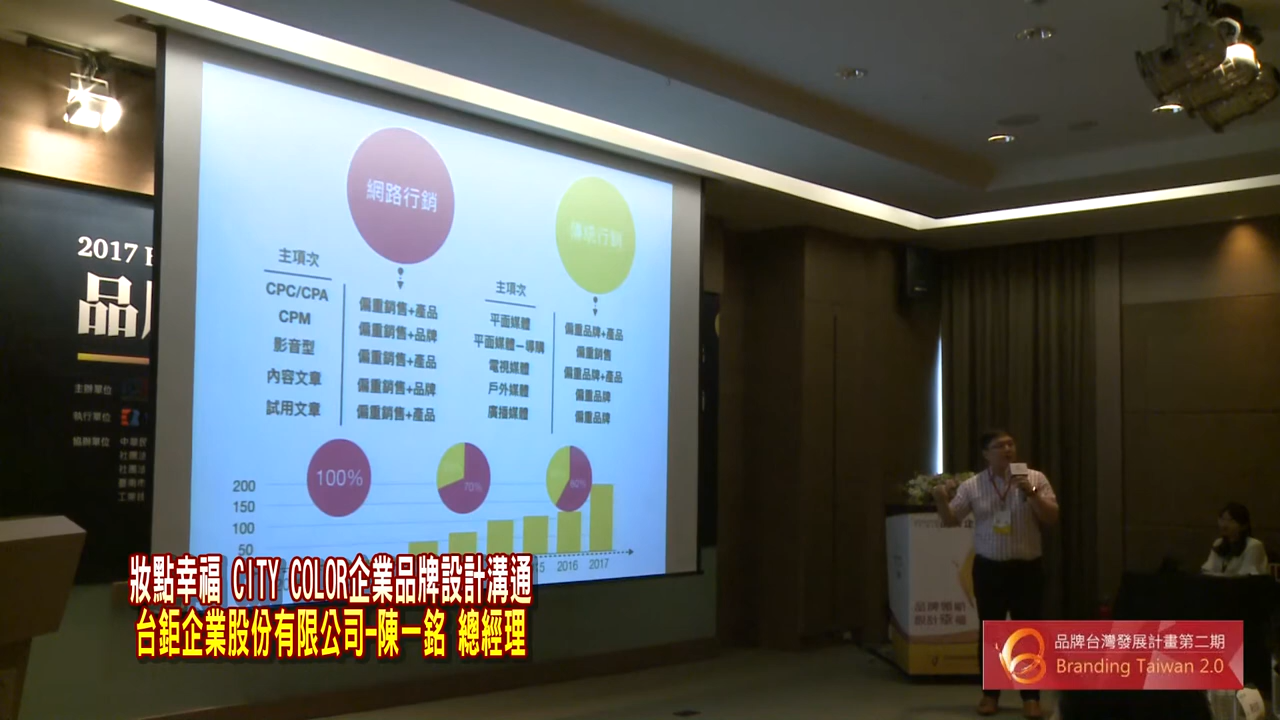 2017
品
主辦單位
執行單位
協辦單位
網路行銷
傳統行銷
主項次
CPC/CPA
CPM
影音型
內容文章
試用文章
偏重銷售+產品
偏重銷售+品牌
偏重銷售+產品
偏重銷售+品牌
偏重銷售+產品
主項次
平面媒體
平面媒體-導購
電視媒體
戶外媒體
廣播媒體
偏重品牌+產品
偏重銷售
偏重品牌+產品
偏重品牌
偏重品牌
100%
70%
60%
200
150
100
50
2016
2017
妝點幸福 CITY COLOR企業品牌設計溝通
台鉅企業股份有限公司-陳一銘 總經理
品牌台灣發展計畫第二期
Branding Taiwan 2.0